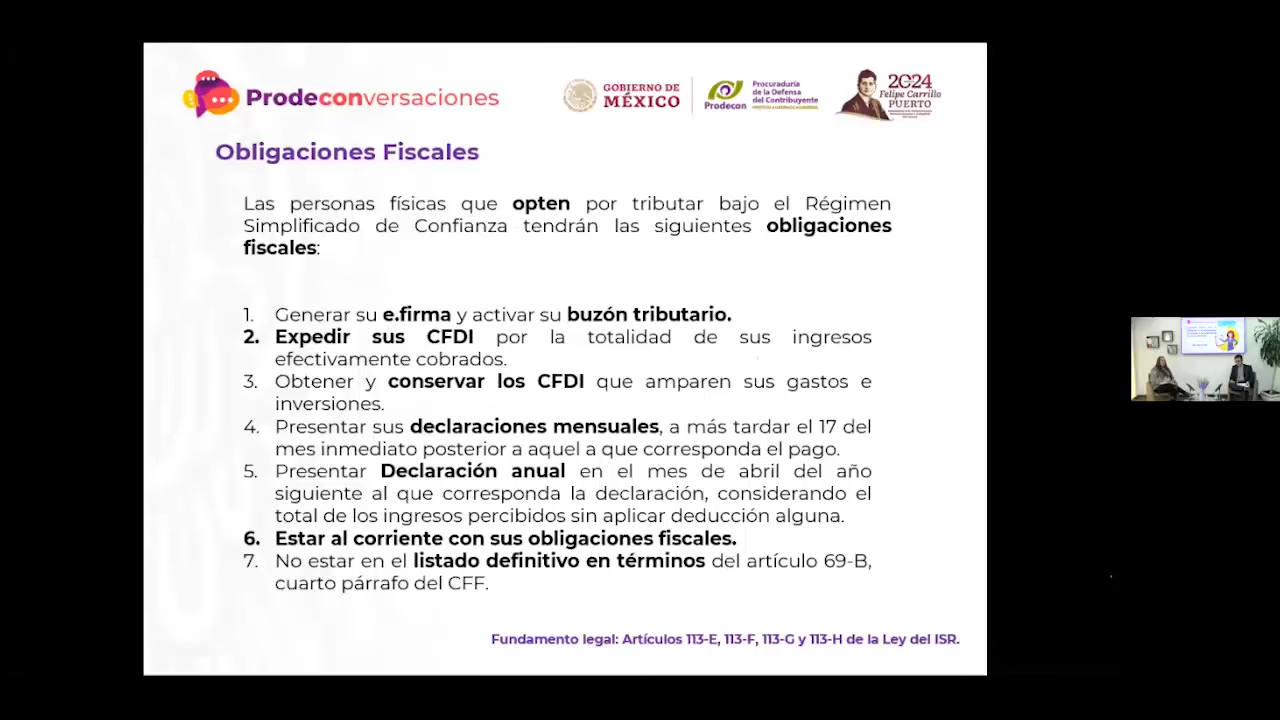 Prodeconversaciones
GOBIERNO DE
MÉXICO
Prodecon
Procuraduría
de la Defensa
del Contribuyente
2024
Felipe Carrillo
PUERTO
Obligaciones Fiscales
Las personas físicas que opten por tributar bajo el Régimen
Simplificado de Confianza tendrán las siguientes obligaciones
fiscales:
1. Generar su e.firma y activar su buzón tributario.
2. Expedir sus CFDI por la totalidad de sus ingresos
efectivamente cobrados.
3. Obtener y conservar los CFDI que amparen sus gastos e
inversiones.
4. Presentar sus declaraciones mensuales, a más tardar el 17 del
mes inmediato posterior a aquel a que corresponda el pago.
5. Presentar Declaración anual en el mes de abril del año
siguiente al que corresponda la declaración, considerando el
total de los ingresos percibidos sin aplicar deducción alguna.
6. Estar al corriente con sus obligaciones fiscales.
7. No estar en el listado definitivo en términos del artículo 69-B,
cuarto párrafo del CFF.
Fundamento legal: Artículos 113-E, 113-F, 113-G y 113-H de la Ley del ISR.